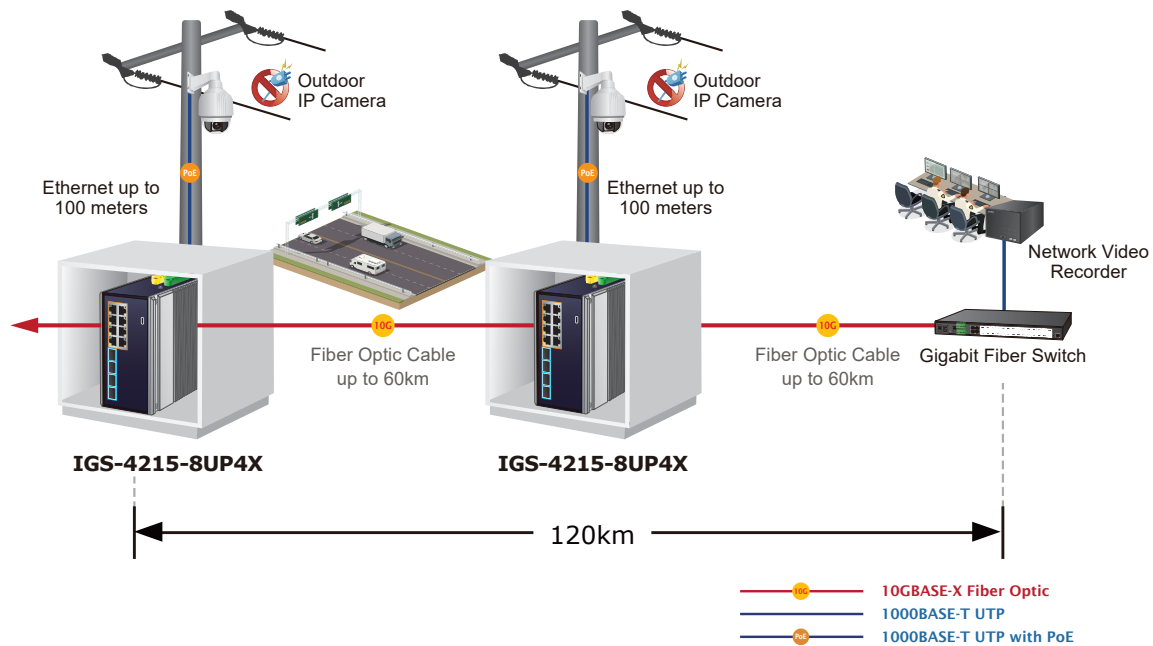 Outdoor
IP Camera
Outdoor
IP Camera
PoE
PoE
Ethernet up to
100 meters
Ethernet up to
100 meters
Network Video
Recorder
10G
10G
Fiber Optic Cable
up to 60km
Fiber Optic Cable
up to 60km
Gigabit Fiber Switch
IGS-4215-8UP4X
IGS-4215-8UP4X
120km
10G
10GBASE-X Fiber Optic
1000BASE-T UTP
PoE
1000BASE-T UTP with PoE